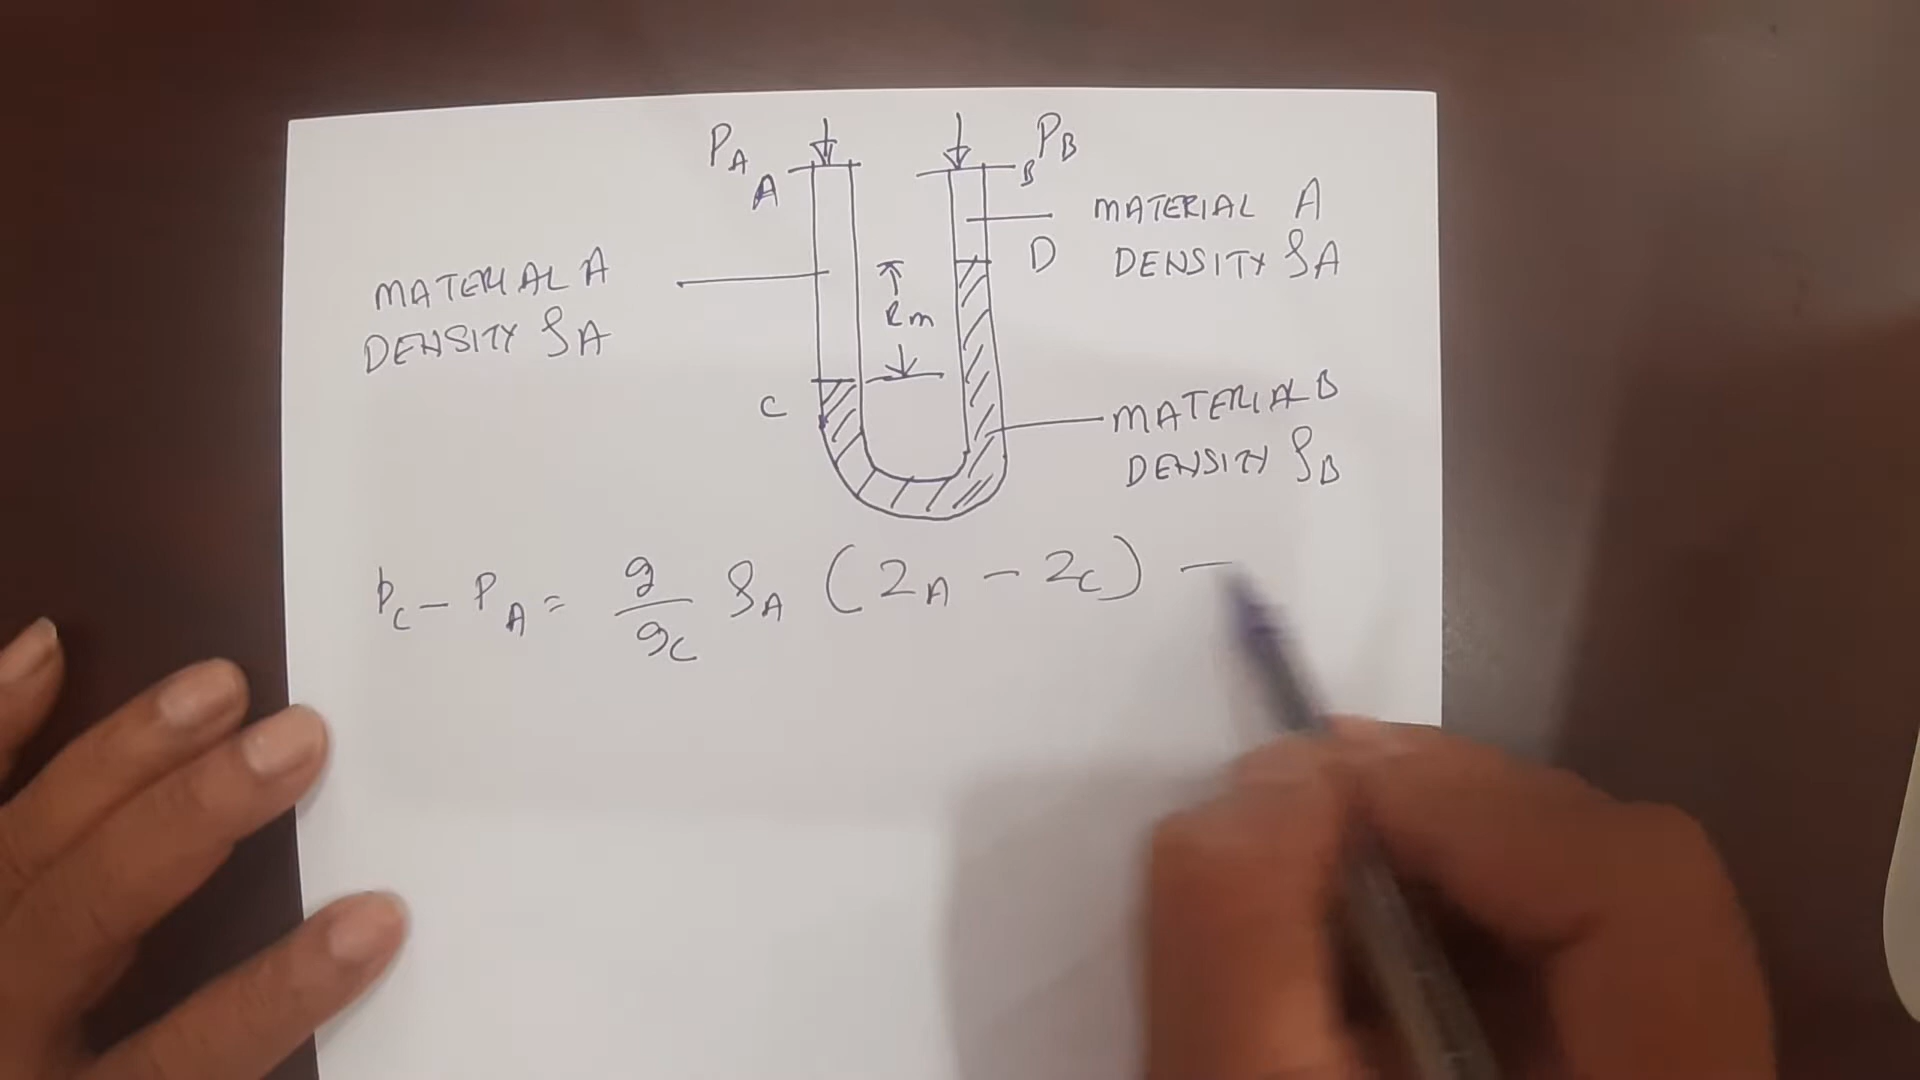 PA
A
PB
B
MATERIAL A
DENSITY ρA
D
MATERIAL A
DENSITY ρA
Rm
C
MATERIAL B
DENSITY ρB
PC - PA = g/gc ρA (ZA - ZC) —